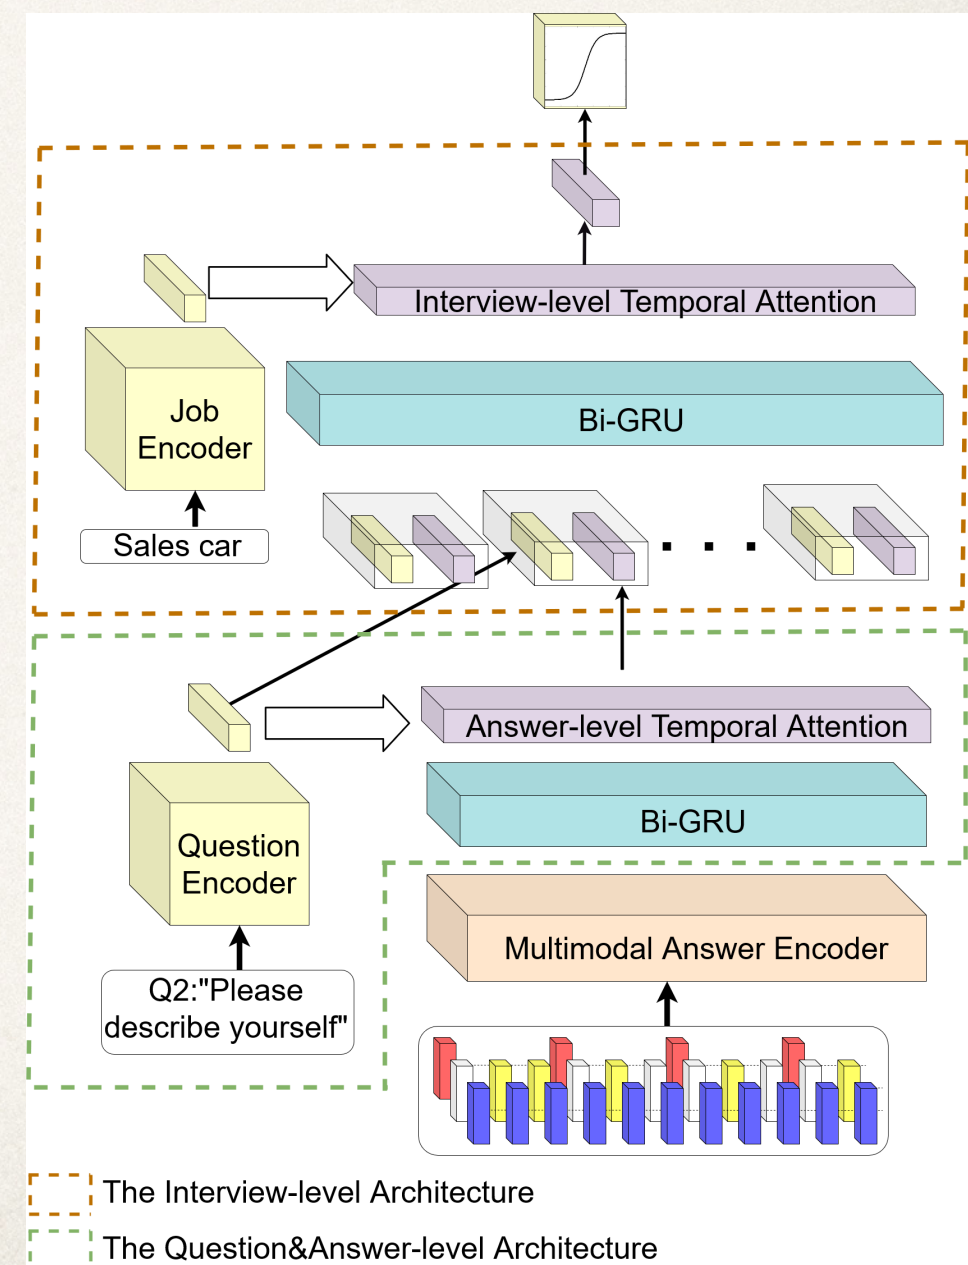 Interview-level Temporal Attention
Job
Encoder
Bi-GRU
Sales car
Answer-level Temporal Attention
Question
Encoder
Bi-GRU
Multimodal Answer Encoder
Q2:"Please
describe yourself"
The Interview-level Architecture
The Question&Answer-level Architecture